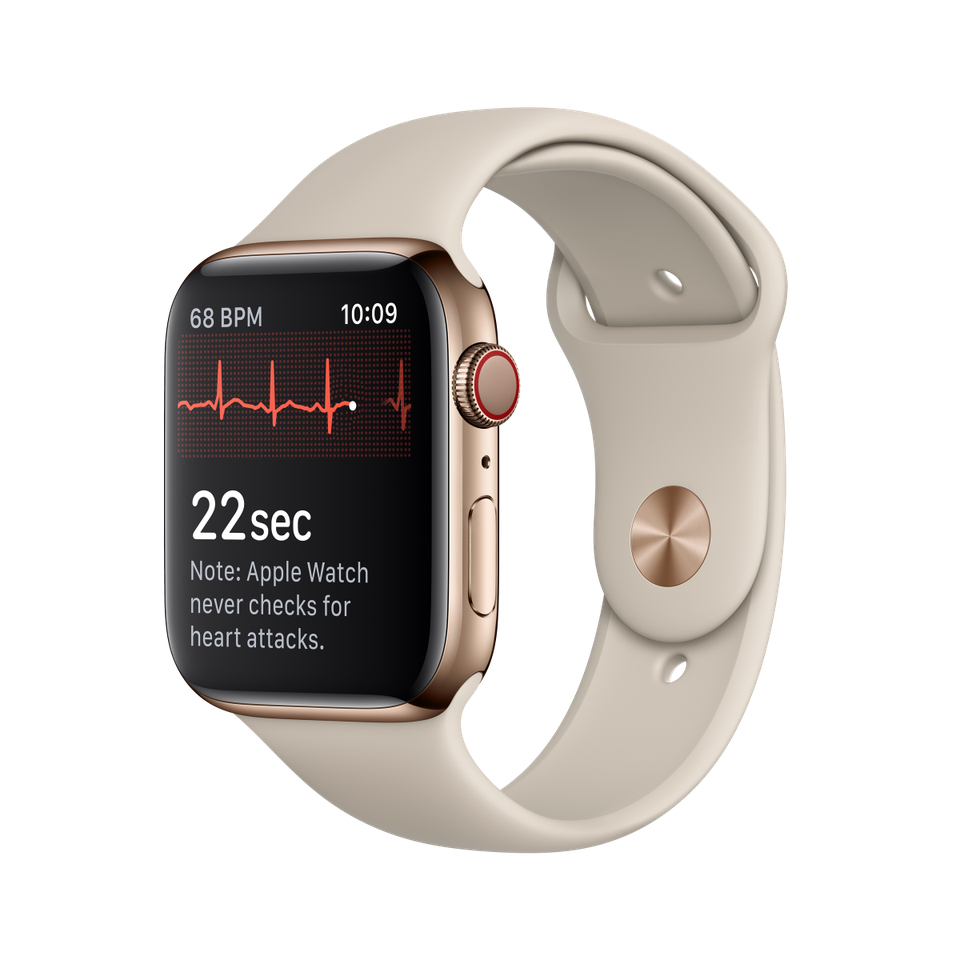 68 BPM 10:09
22sec
Note: Apple Watch
never checks for
heart attacks.